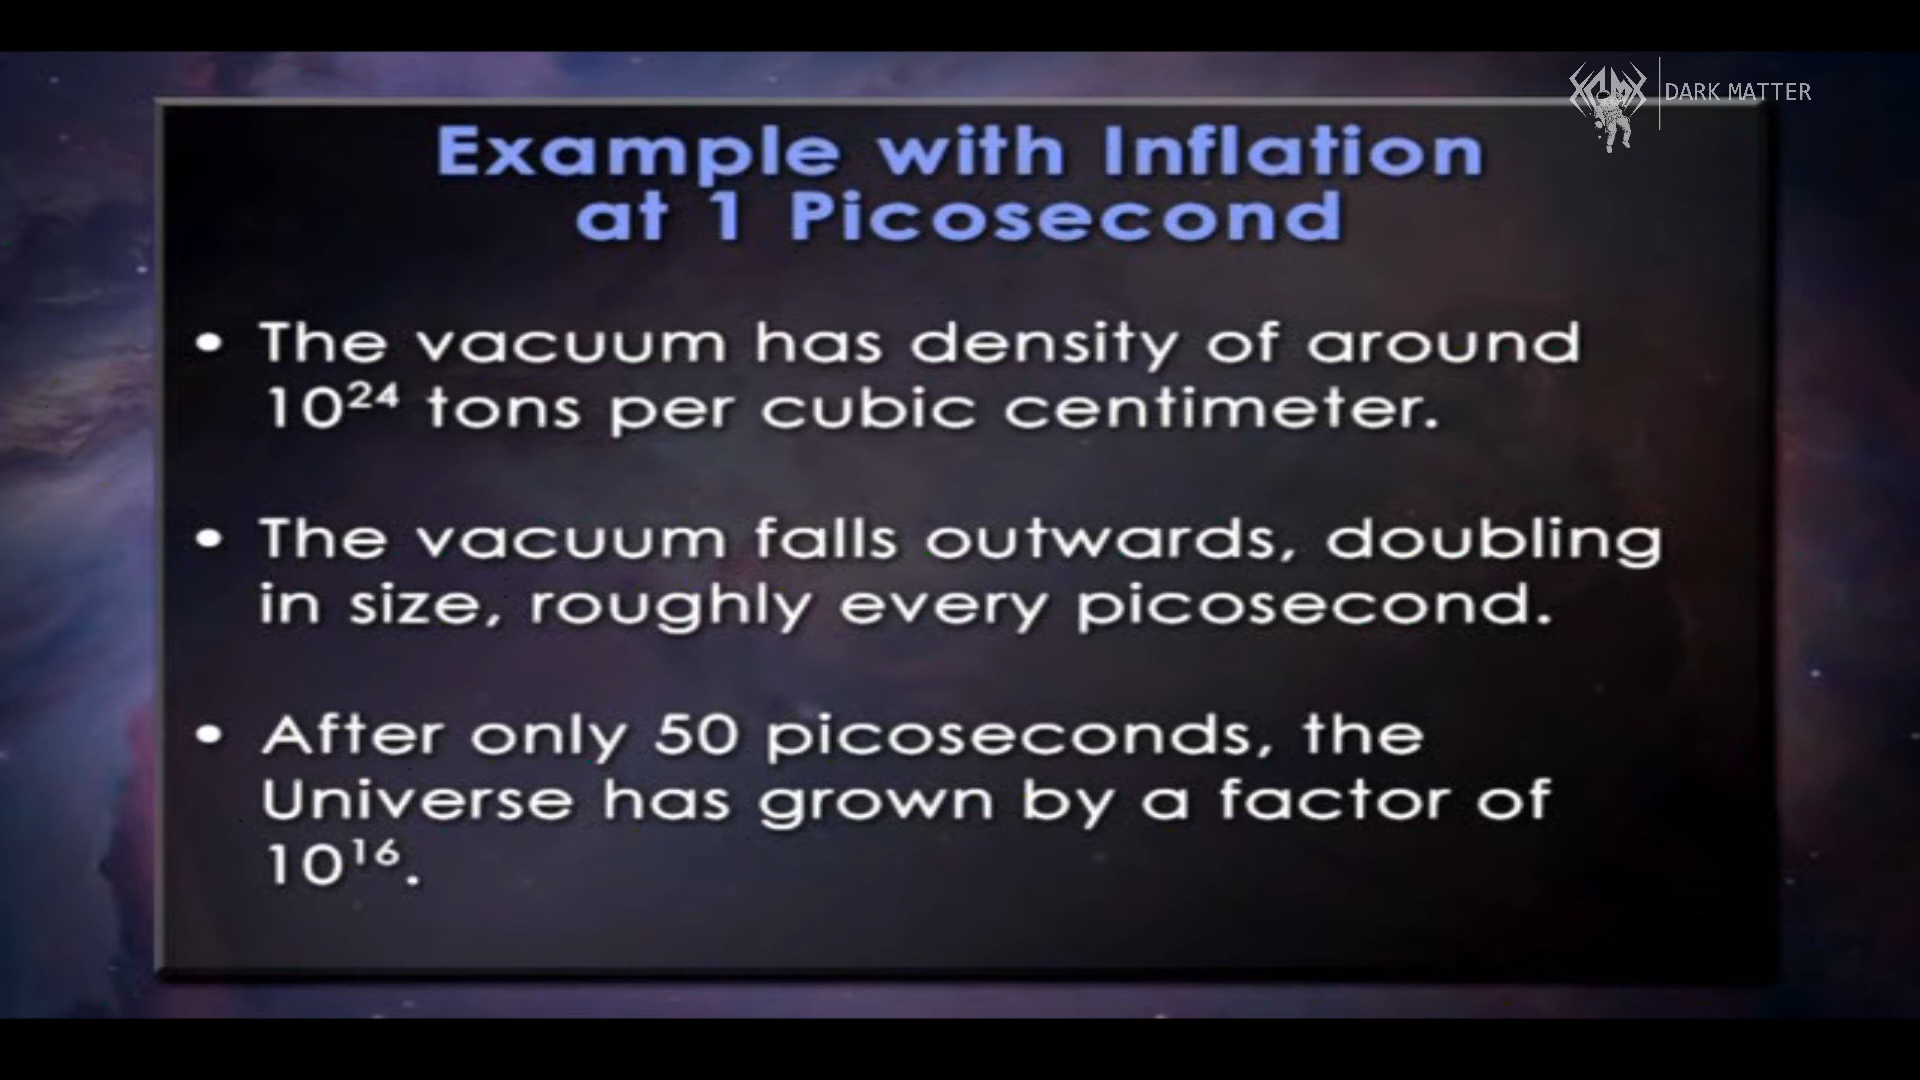 DARK MATTER
Example with Inflation
at 1 Picosecond
• The vacuum has density of around
10²⁴ tons per cubic centimeter.
• The vacuum falls outwards, doubling
in size, roughly every picosecond.
• After only 50 picoseconds, the
Universe has grown by a factor of
10¹⁶.